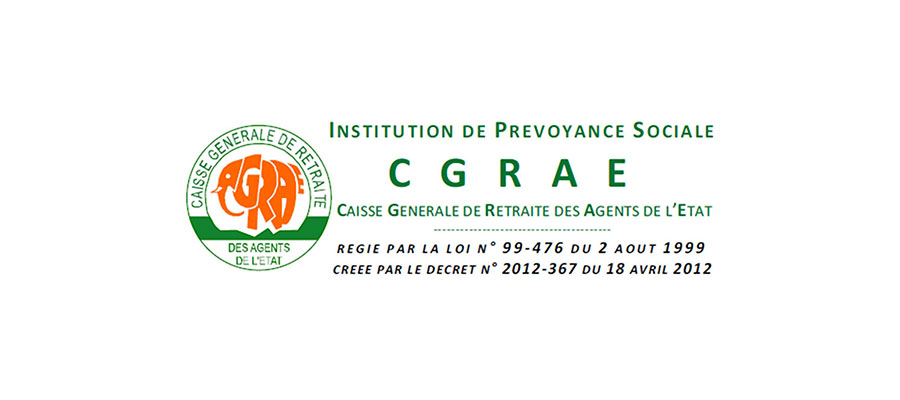 CAISSE GENERALE DE RETRAITE
CGRAE
DES AGENTS
DE L'ETAT
INSTITUTION DE PREVOYANCE SOCIALE
C G R A E
CAISSE GENERALE DE RETRAITE DES AGENTS DE L'ETAT
REGIE PAR LA LOI N° 99-476 DU 2 AOUT 1999
CREEE PAR LE DECRET N° 2012-367 DU 18 AVRIL 2012